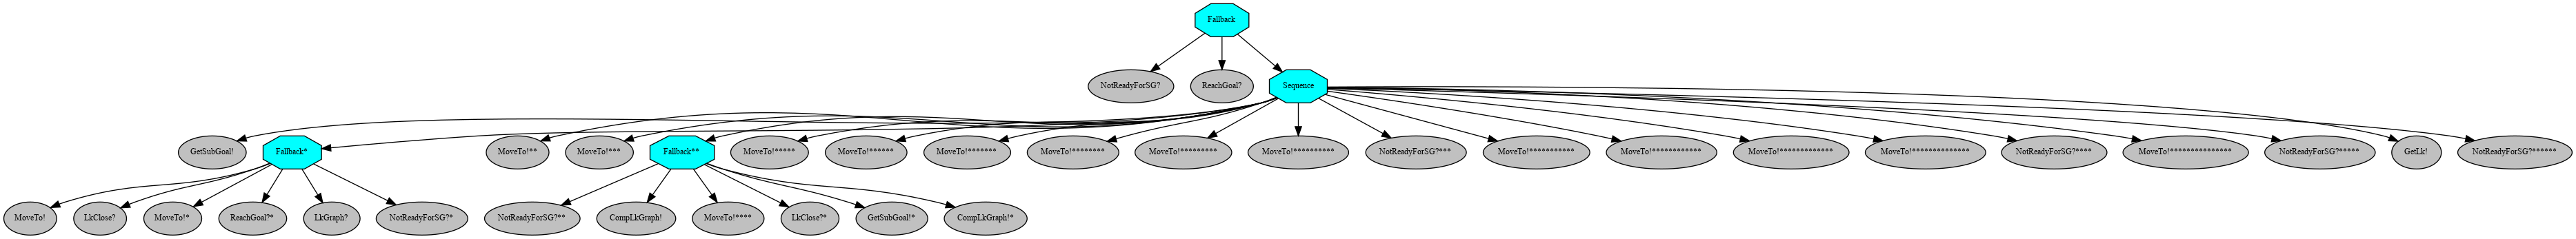 Fallback
NotReadyForSG?
ReachGoal?
Sequence
GetSubGoal!
Fallback*
MoveTo!**
MoveTo!***
Fallback**
MoveTo!*****
MoveTo!******
MoveTo!*******
MoveTo!********
MoveTo!*********
MoveTo!**********
NotReadyForSG?***
MoveTo!***********
MoveTo!************
MoveTo!*************
MoveTo!**************
NotReadyForSG?****
MoveTo!***************
NotReadyForSG?*****
GetLk!
NotReadyForSG?******
MoveTo!
LkClose?
MoveTo!*
ReachGoal?*
LkGraph?
NotReadyForSG?*
NotReadyForSG?**
CompLkGraph!
MoveTo!****
LkClose?*
GetSubGoal!*
CompLkGraph!*